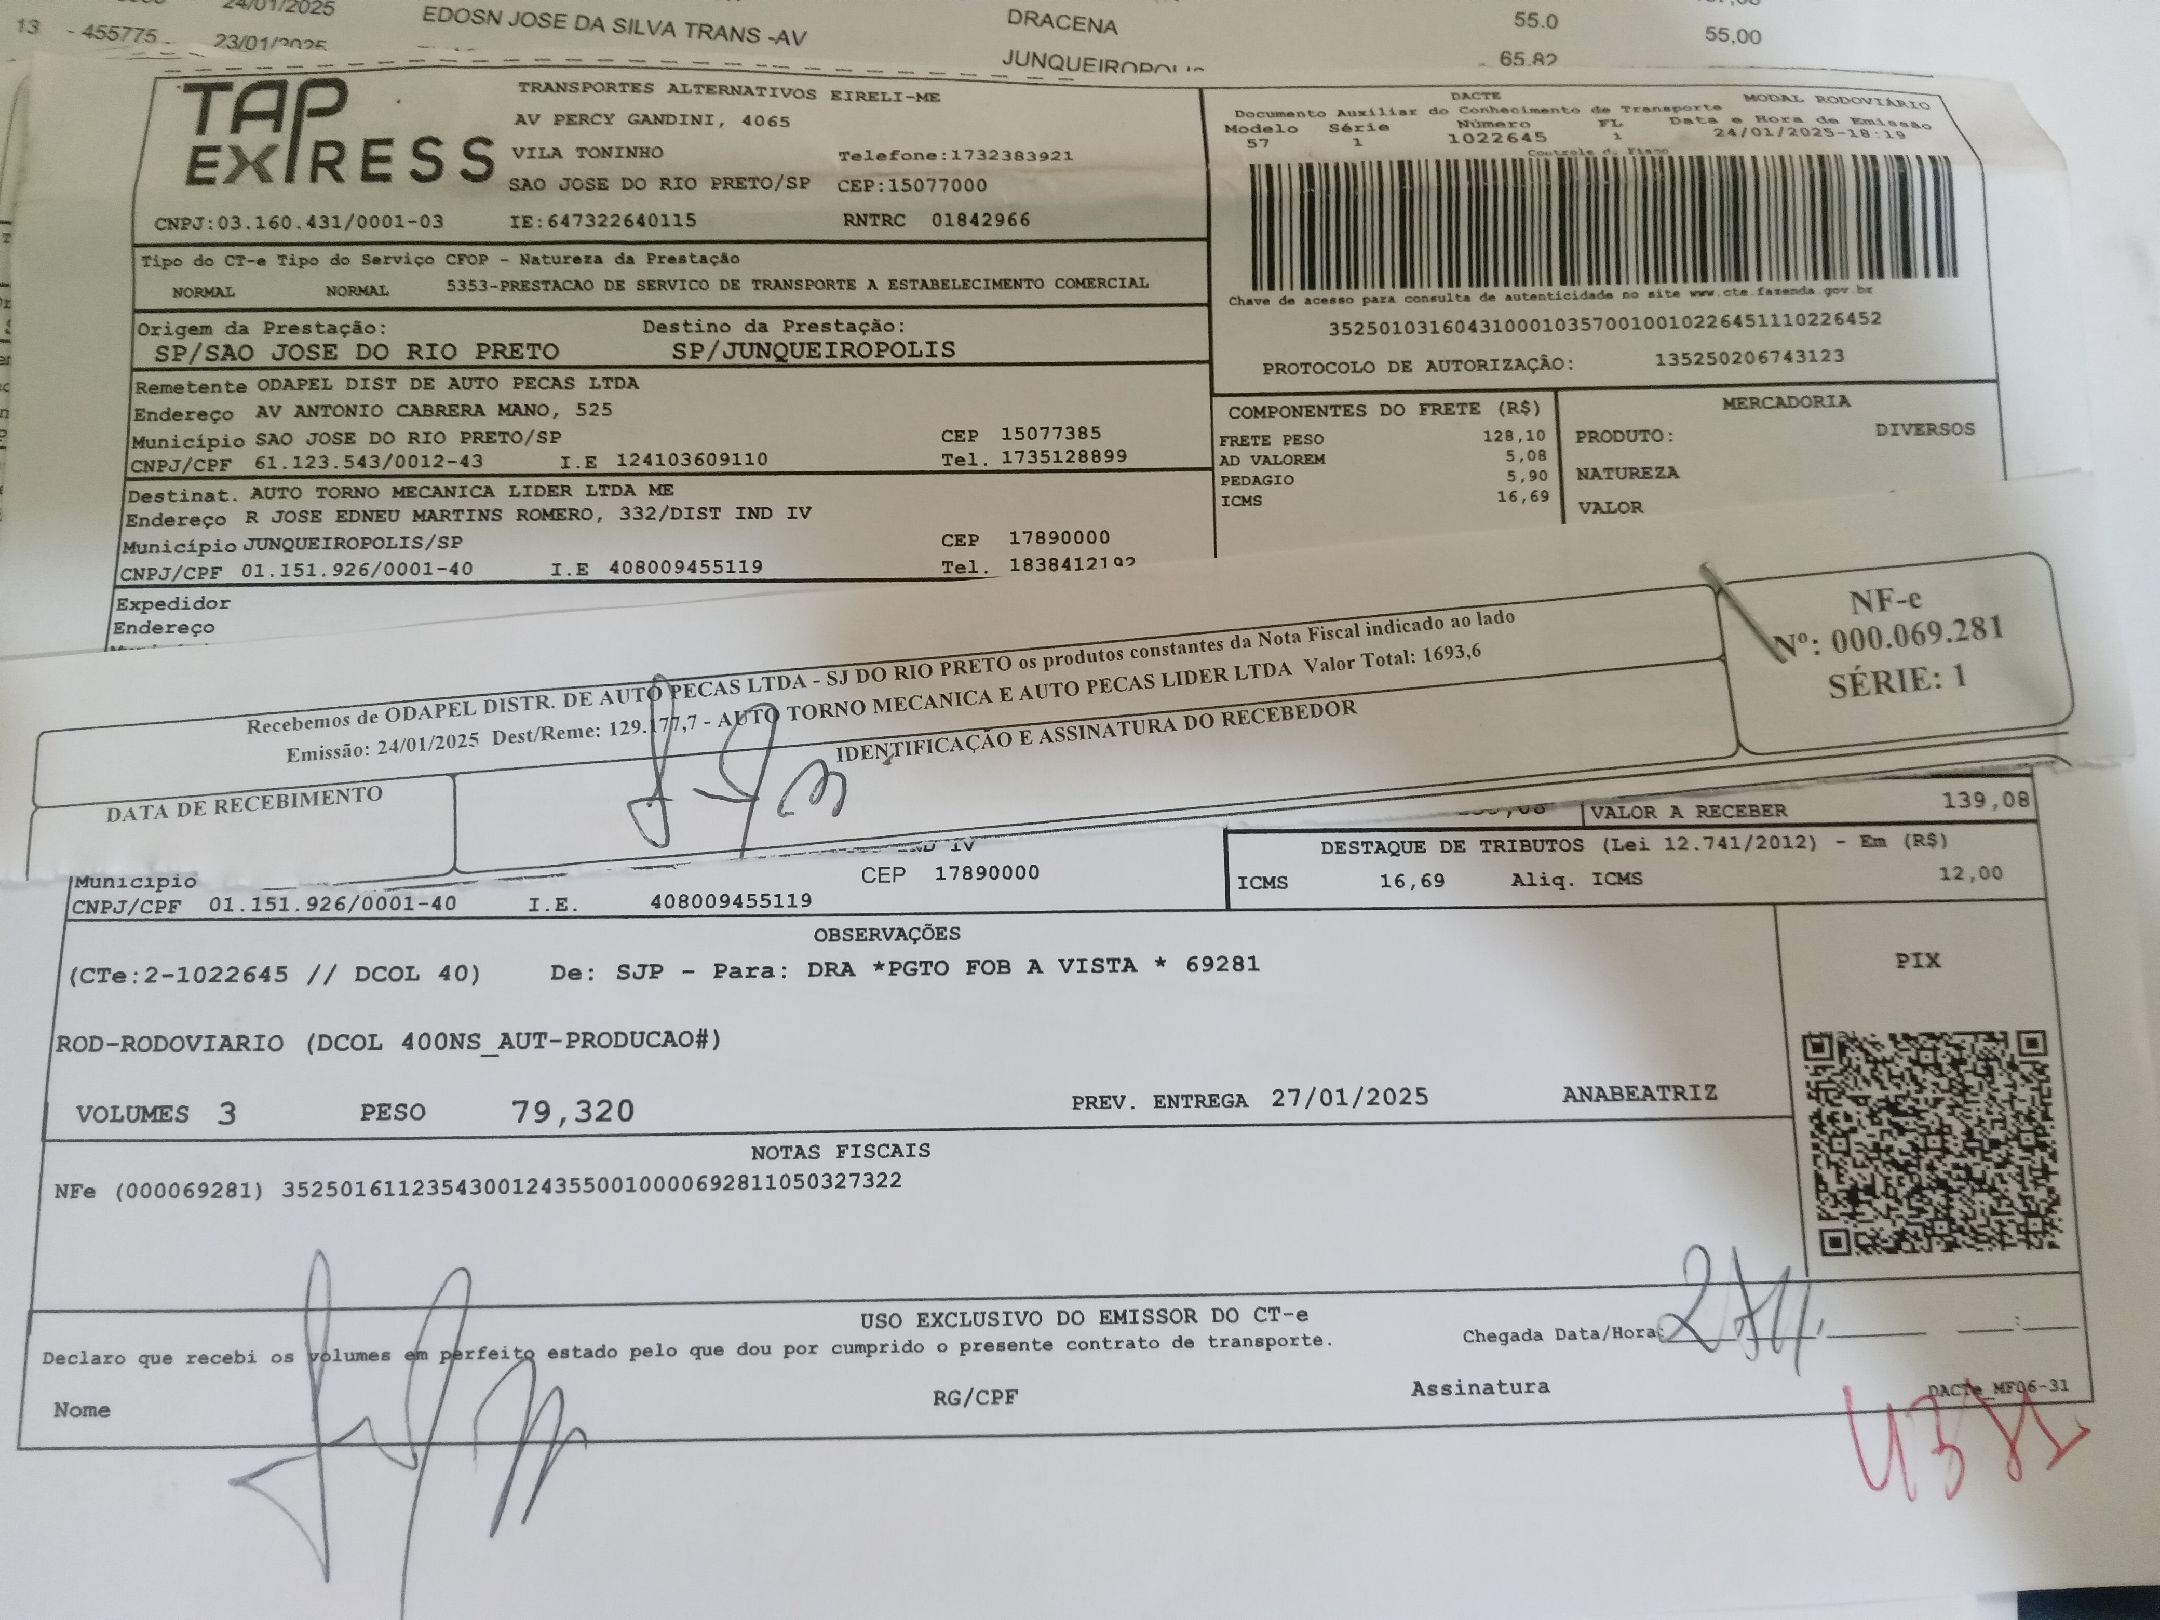 24/01/2025 EDOSN JOSE DA SILVA TRANS -AV DRACENA 55.0 55,00
13 - 455775 23/01/2025 JUNQUEIROPOLIS 65.82
TAP EXPRESS
TRANSPORTES ALTERNATIVOS EIRELI-ME
AV PERCY GANDINI, 4065
VILA TONINHO Telefone:1732383921
SAO JOSE DO RIO PRETO/SP CEP:15077000
CNPJ:03.160.431/0001-03 IE:647322640115 RNTRC 01842966
DACTE MODAL RODOVIÁRIO
Documento Auxiliar do Conhecimento de Transporte
Modelo Série Número FL Data e Hora de Emissão
57 1 1022645 1 24/01/2025-18:19
Controle do Fisco
Chave de acesso para consulta de autenticidade no site www.cte.fazenda.gov.br
35250103160431000103570010010226451110226452
PROTOCOLO DE AUTORIZAÇÃO: 135250206743123
Tipo do CT-e Tipo do Serviço CFOP - Natureza da Prestação
NORMAL NORMAL 5353-PRESTACAO DE SERVICO DE TRANSPORTE A ESTABELECIMENTO COMERCIAL
Origem da Prestação: Destino da Prestação:
SP/SAO JOSE DO RIO PRETO SP/JUNQUEIROPOLIS
Remetente ODAPEL DIST DE AUTO PECAS LTDA
Endereço AV ANTONIO CABRERA MANO, 525
Município SAO JOSE DO RIO PRETO/SP CEP 15077385
CNPJ/CPF 61.123.543/0012-43 I.E 124103609110 Tel. 1735128899
Destinat. AUTO TORNO MECANICA LIDER LTDA ME
Endereço R JOSE EDNEU MARTINS ROMERO, 332/DIST IND IV
Município JUNQUEIROPOLIS/SP CEP 17890000
CNPJ/CPF 01.151.926/0001-40 I.E 408009455119 Tel. 1838412192
Expedidor
Endereço
COMPONENTES DO FRETE (R$)
FRETE PESO 128,10
AD VALOREM 5,08
PEDAGIO 5,90
ICMS 16,69
MERCADORIA
PRODUTO: DIVERSOS
NATUREZA
VALOR
Recebemos de ODAPEL DISTR. DE AUTO PECAS LTDA - SJ DO RIO PRETO os produtos constantes da Nota Fiscal indicado ao lado
Emissão: 24/01/2025 Dest/Reme: 129.177,7 - AUTO TORNO MECANICA E AUTO PECAS LIDER LTDA Valor Total: 1693,6
DATA DE RECEBIMENTO
IDENTIFICAÇÃO E ASSINATURA DO RECEBEDOR
NF-e
Nº: 000.069.281
SÉRIE: 1
VALOR A RECEBER 139,08
IND IV
Município CEP 17890000
CNPJ/CPF 01.151.926/0001-40 I.E. 408009455119
DESTAQUE DE TRIBUTOS (Lei 12.741/2012) - Em (R$)
ICMS 16,69 Aliq. ICMS 12,00
OBSERVAÇÕES
(CTe:2-1022645 // DCOL 40) De: SJP - Para: DRA *PGTO FOB A VISTA * 69281
PIX
ROD-RODOVIARIO (DCOL 400NS_AUT-PRODUCAO#)
VOLUMES 3 PESO 79,320 PREV. ENTREGA 27/01/2025 ANABEATRIZ
NOTAS FISCAIS
NFe (000069281) 35250161123543001243550010000692811050327322
USO EXCLUSIVO DO EMISSOR DO CT-e
Declaro que recebi os volumes em perfeito estado pelo que dou por cumprido o presente contrato de transporte.
Chegada Data/Hora:
Nome RG/CPF Assinatura
DACTe_MF06-31